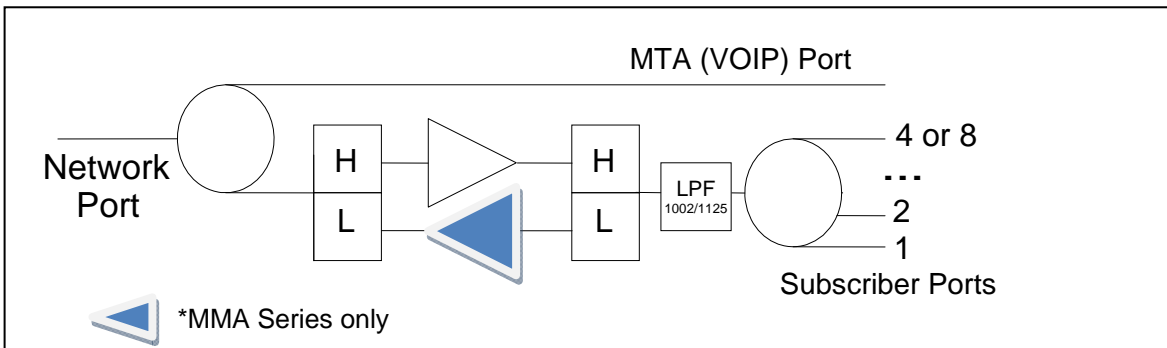 MTA (VOIP) Port
Network
Port
H
L
H
L
LPF
1002/1125
4 or 8
...
2
1
Subscriber Ports
*MMA Series only